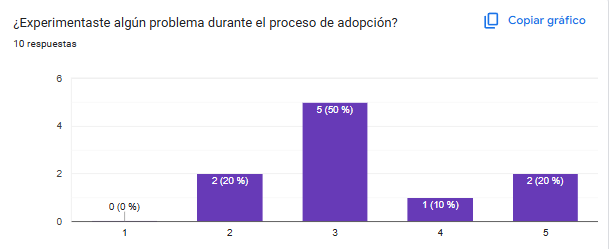 ¿Experimentaste algún problema durante el proceso de adopción?
Copiar gráfico
10 respuestas
6
4
2
0
0 (0 %)
2 (20 %)
5 (50 %)
1 (10 %)
2 (20 %)
1
2
3
4
5